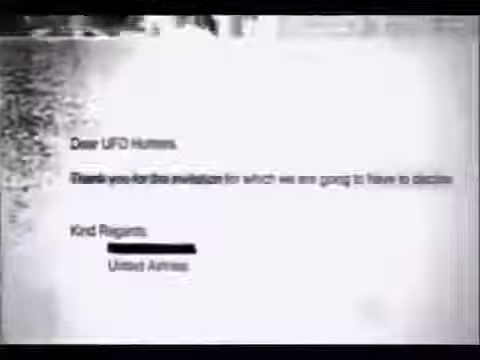 Dear UFO Hunters
Thank you for the invitation for which we are going to have to decline
Kind Regards
United Airlines